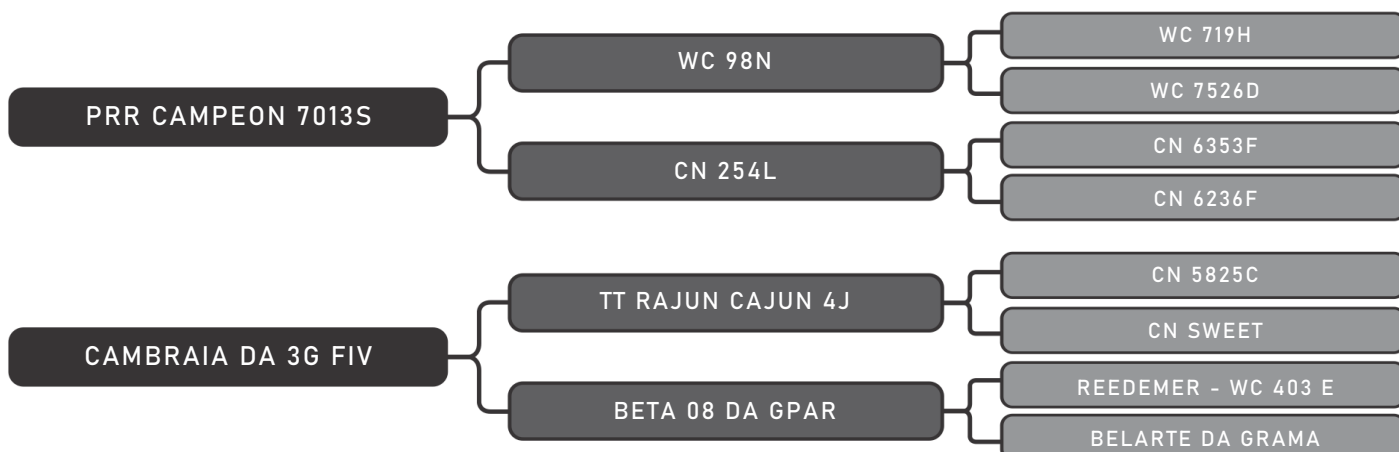 PRR CAMPEON 7013S
WC 98N
WC 719H
WC 7526D
CN 254L
CN 6353F
CN 6236F
CAMBRAIA DA 3G FIV
TT RAJUN CAJUN 4J
CN 5825C
CN SWEET
BETA 08 DA GPAR
REEDEMER - WC 403 E
BELARTE DA GRAMA